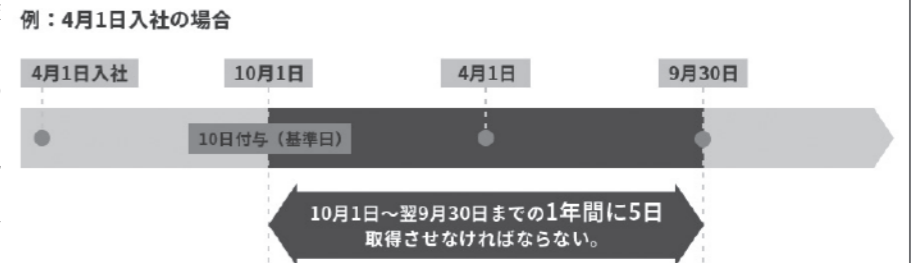 例：4月1日入社の場合
4月1日入社 10月1日 4月1日 9月30日
10日付与（基準日）
10月1日～翌9月30日までの1年間に5日
取得させなければならない。